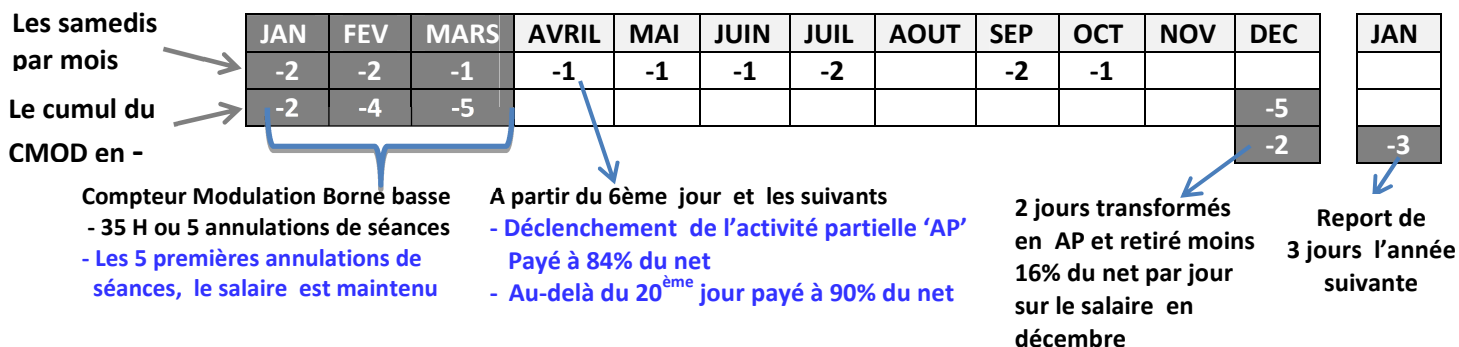 Les samedis
par mois
Le cumul du
CMOD en -
JAN FEV MARS AVRIL MAI JUIN JUIL AOUT SEP OCT NOV DEC JAN
-2 -2 -1 -1 -1 -1 -2 -2 -1
-2 -4 -5 -5
-2 -3
Compteur Modulation Borne basse
- 35 H ou 5 annulations de séances
- Les 5 premières annulations de
séances, le salaire est maintenu
A partir du 6ème jour et les suivants
- Déclenchement de l’activité partielle ‘AP’
Payé à 84% du net
- Au-delà du 20ème jour payé à 90% du net
2 jours transformés
en AP et retiré moins
16% du net par jour
sur le salaire en
décembre
Report de
3 jours l’année
suivante